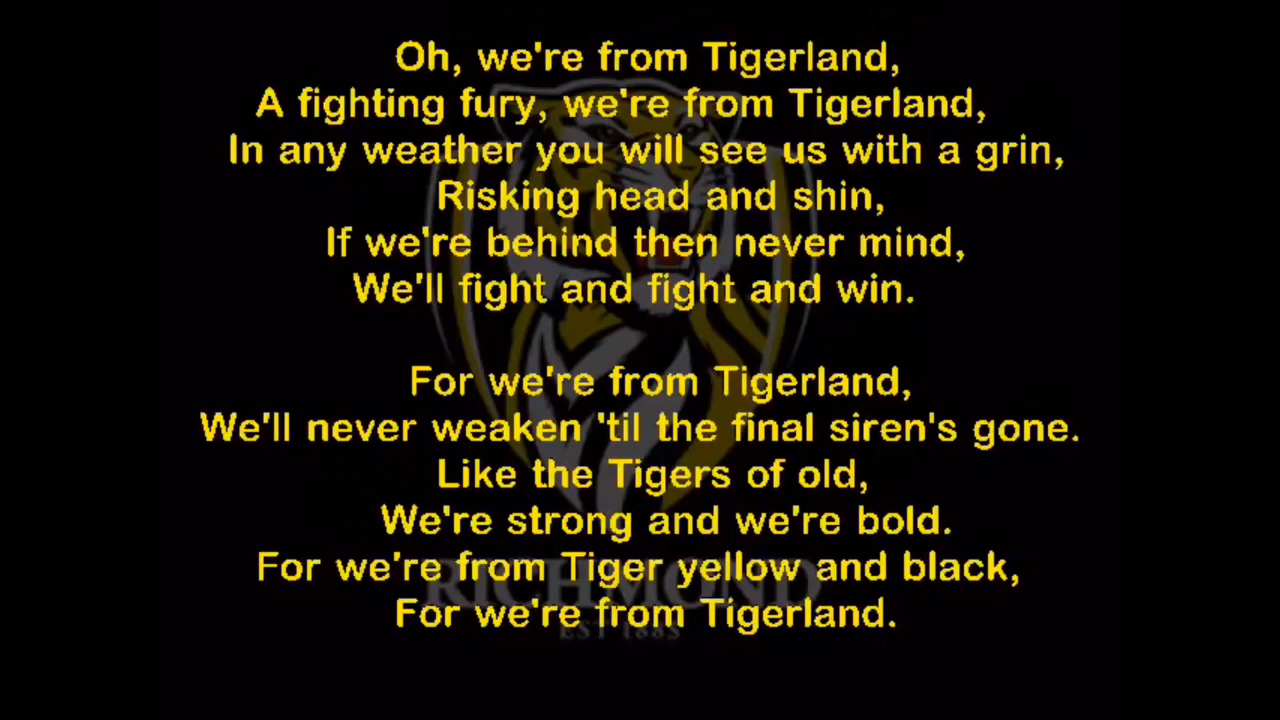 Oh, we're from Tigerland,
A fighting fury, we're from Tigerland,
In any weather you will see us with a grin,
Risking head and shin,
If we're behind then never mind,
We'll fight and fight and win.
For we're from Tigerland,
We'll never weaken 'til the final siren's gone.
Like the Tigers of old,
We're strong and we're bold.
For we're from Tiger yellow and black,
RICHMOND
For we're from Tigerland.
EST 1885